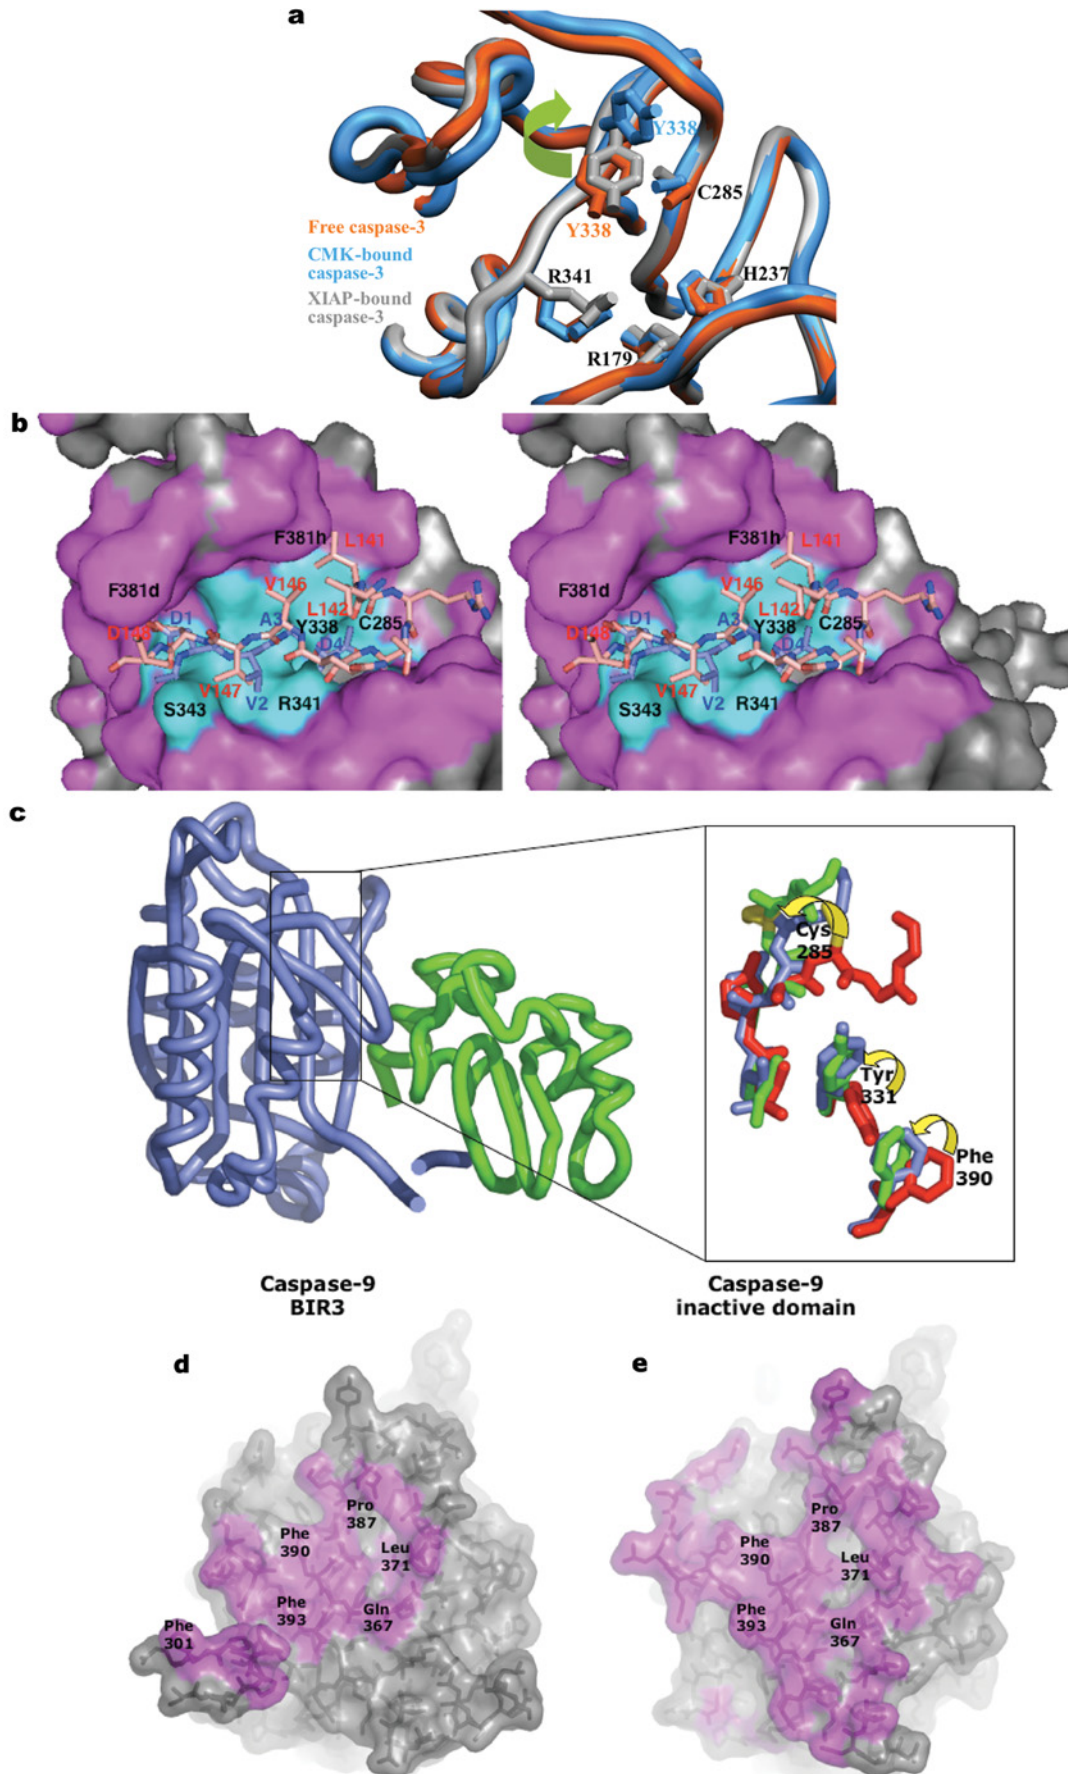 a
Y338
C285
Free caspase-3
Y338
CMK-bound
caspase-3
R341
H237
XIAP-bound
caspase-3
R179
b
F381h
L141
F381d
V146
D1
A3
L142
D148
Y338
C285
D4
V147
V2
S343
R341
F381h
L141
F381d
V146
D1
A3
L142
D148
Y338
C285
D4
V147
V2
S343
R341
c
Cys
285
Tyr
331
Phe
390
Caspase-9
BIR3
Caspase-9
inactive domain
d
Pro
387
Phe
390
Leu
371
Phe
393
Gln
367
Phe
301
e
Pro
387
Phe
390
Leu
371
Phe
393
Gln
367